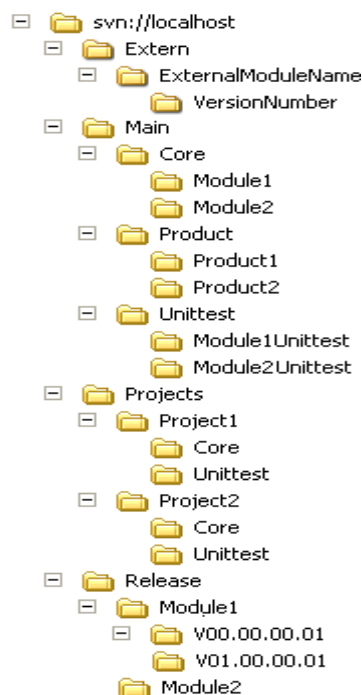 svn://localhost
Extern
ExternalModuleName
VersionNumber
Main
Core
Module1
Module2
Product
Product1
Product2
Unittest
Module1Unittest
Module2Unittest
Projects
Project1
Core
Unittest
Project2
Core
Unittest
Release
Module1
V00.00.00.01
V01.00.00.01
Module2